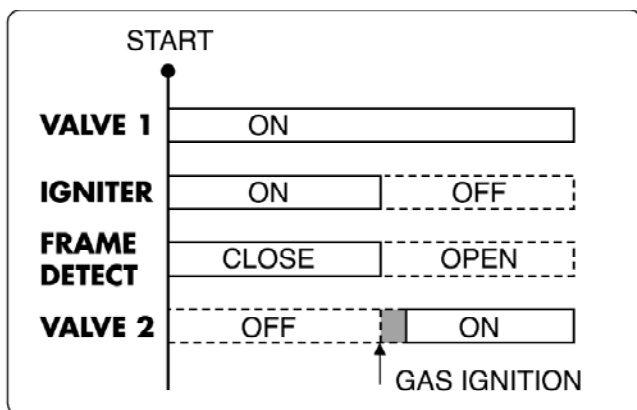 START
VALVE 1 ON
IGNITER ON OFF
FRAME
DETECT CLOSE OPEN
VALVE 2 OFF ON
GAS IGNITION